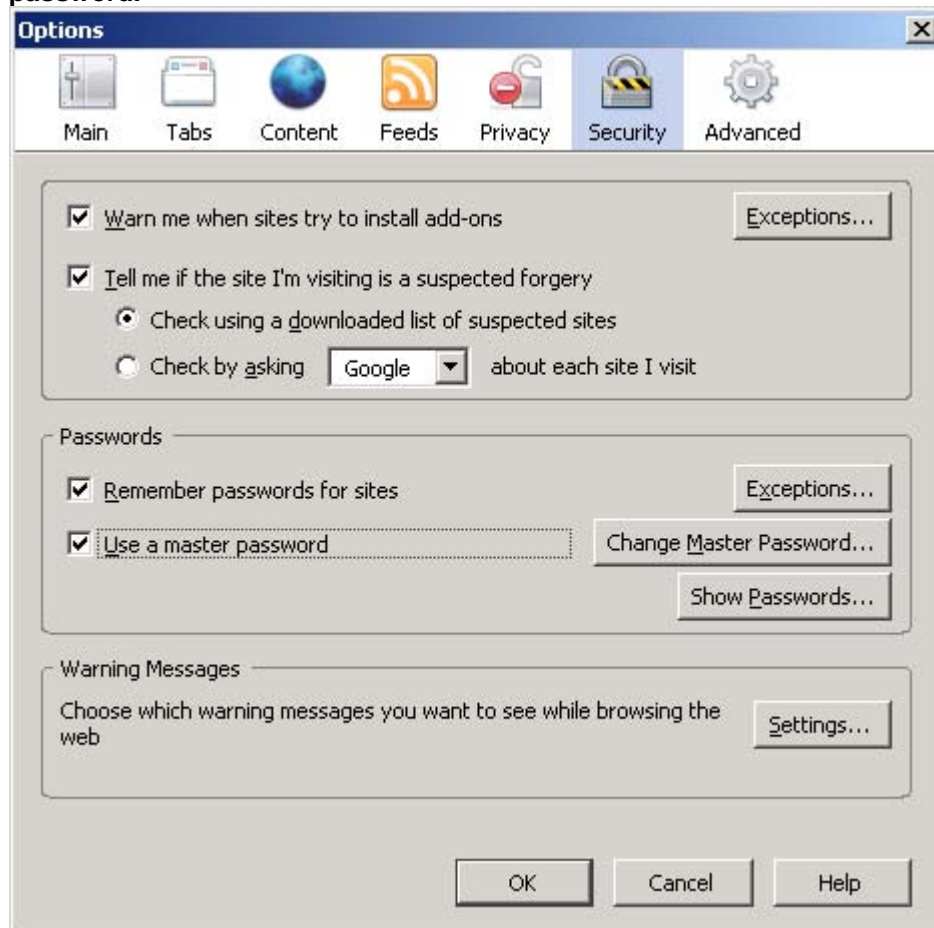 password.
Options
Main Tabs Content Feeds Privacy Security Advanced
Warn me when sites try to install add-ons Exceptions...
Tell me if the site I'm visiting is a suspected forgery
Check using a downloaded list of suspected sites
Check by asking Google about each site I visit
Passwords
Remember passwords for sites Exceptions...
Use a master password Change Master Password...
Show Passwords...
Warning Messages
Choose which warning messages you want to see while browsing the
web
Settings...
OK Cancel Help